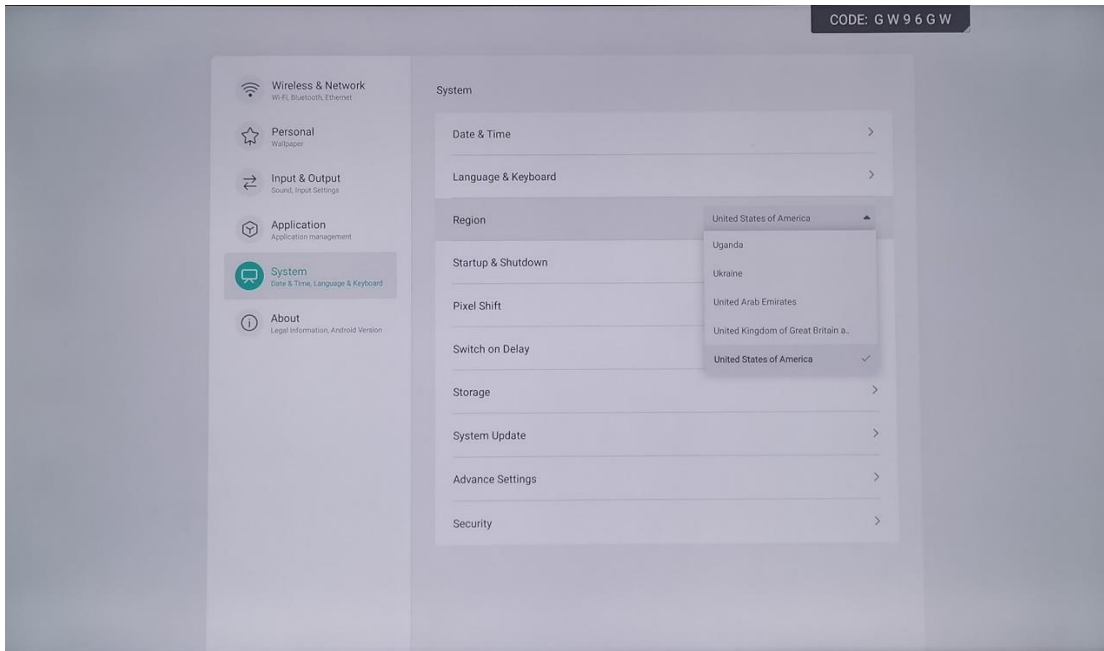 CODE: G W 9 6 G W
Wireless & Network
Wi-Fi, Bluetooth, Ethernet
Personal
Wallpaper
Input & Output
Sound, Input Settings
Application
Application management
System
Date & Time, Language & Keyboard
About
Legal Information, Android Version
System
Date & Time
Language & Keyboard
Region
United States of America
Uganda
Ukraine
United Arab Emirates
United Kingdom of Great Britain a..
United States of America
Startup & Shutdown
Pixel Shift
Switch on Delay
Storage
System Update
Advance Settings
Security